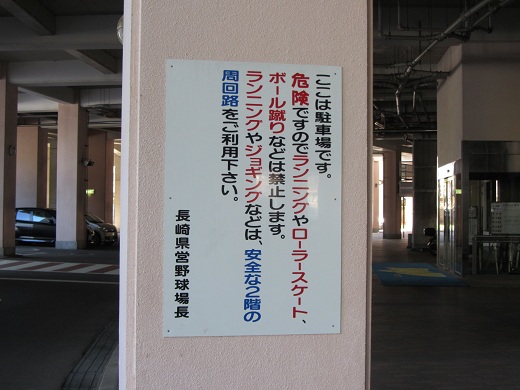 ここは駐車場です。
危険ですのでランニングやローラースケート、
ボール蹴りなどは禁止します。
ランニングやジョギングなどは、安全な2階の
周回路をご利用下さい。
長崎県営野球場長